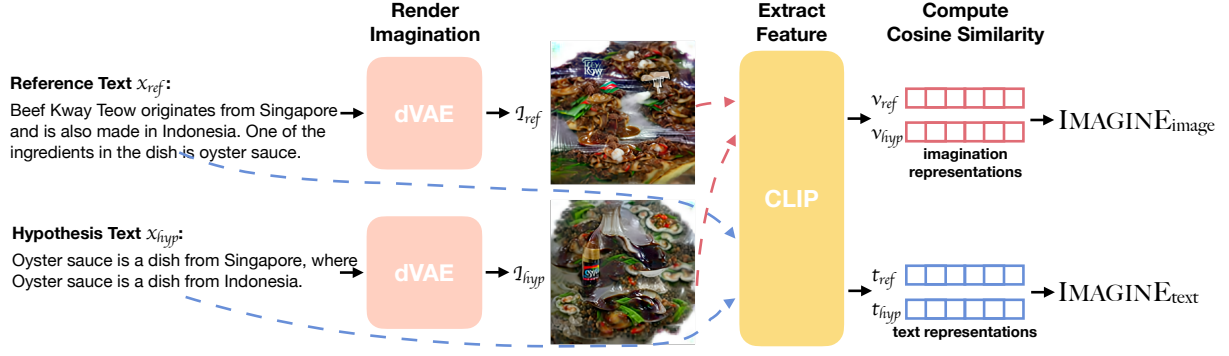 Render
Imagination
Extract
Feature
Compute
Cosine Similarity
Reference Text x_ref:
Beef Kway Teow originates from Singapore
and is also made in Indonesia. One of the
ingredients in the dish is oyster sauce.
dVAE
I_ref
v_ref
v_hyp
imagination
representations
IMAGINE_image
CLIP
Hypothesis Text x_hyp:
Oyster sauce is a dish from Singapore, where
Oyster sauce is a dish from Indonesia.
dVAE
I_hyp
t_ref
t_hyp
text representations
IMAGINE_text